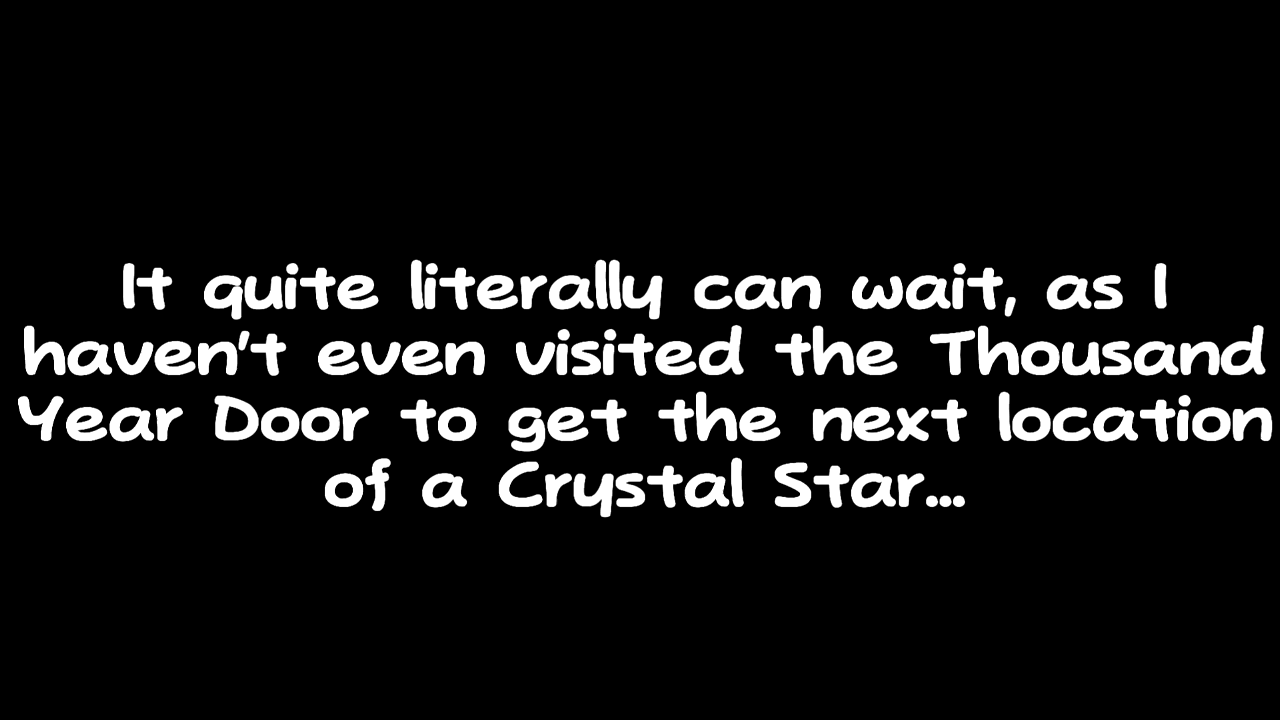 It quite literally can wait, as I
haven't even visited the Thousand
Year Door to get the next location
of a Crystal Star...